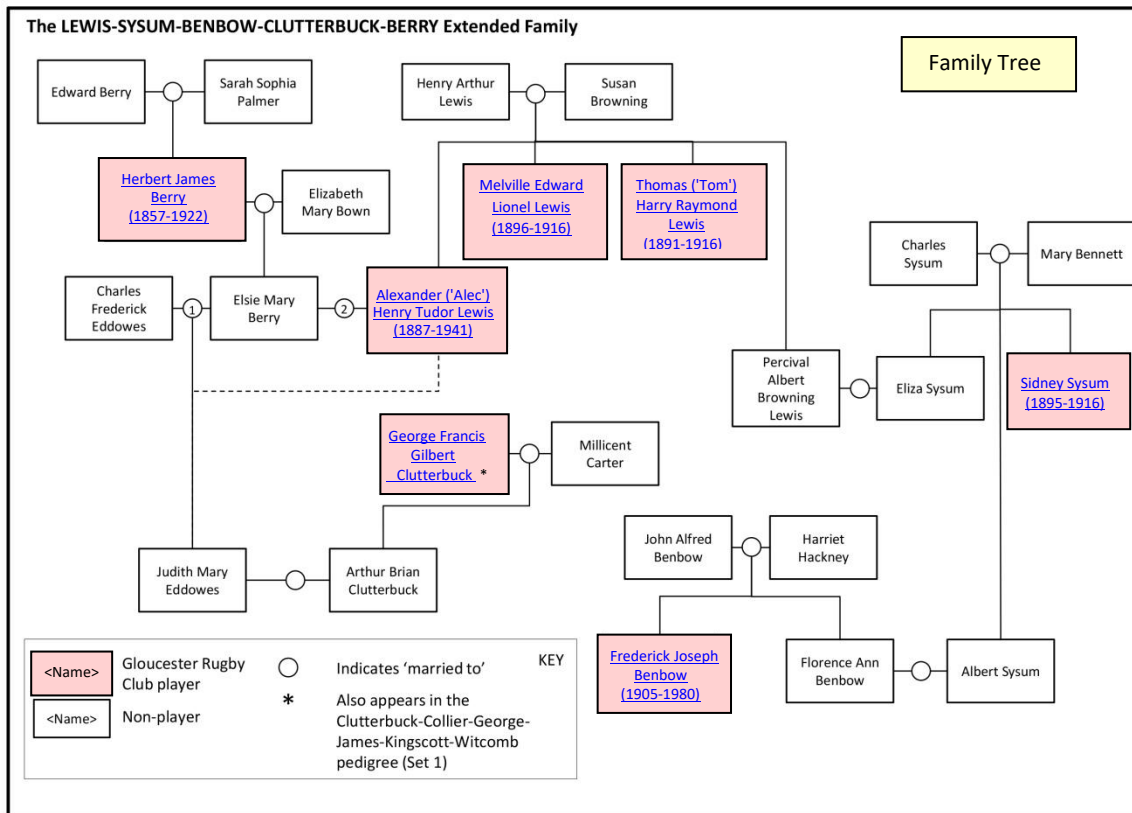 The LEWIS-SYSUM-BENBOW-CLUTTERBUCK-BERRY Extended Family
Family Tree
Edward Berry
Sarah Sophia
Palmer
Henry Arthur
Lewis
Susan
Browning
Herbert James
Berry
(1857-1922)
Elizabeth
Mary Bown
Melville Edward
Lionel Lewis
(1896-1916)
Thomas ('Tom')
Harry Raymond
Lewis
(1891-1916)
Charles
Sysum
Mary Bennett
Charles
Frederick
Eddowes
1
Elsie Mary
Berry
2
Alexander ('Alec')
Henry Tudor Lewis
(1887-1941)
Percival
Albert
Browning
Lewis
Eliza Sysum
Sidney Sysum
(1895-1916)
George Francis
Gilbert
Clutterbuck *
Millicent
Carter
John Alfred
Benbow
Harriet
Hackney
Judith Mary
Eddowes
Arthur Brian
Clutterbuck
Frederick Joseph
Benbow
(1905-1980)
Florence Ann
Benbow
Albert Sysum
KEY
<Name>
Gloucester Rugby
Club player
<Name>
Non-player
Indicates ‘married to’
*
Also appears in the
Clutterbuck-Collier-George-
James-Kingscott-Witcomb
pedigree (Set 1)